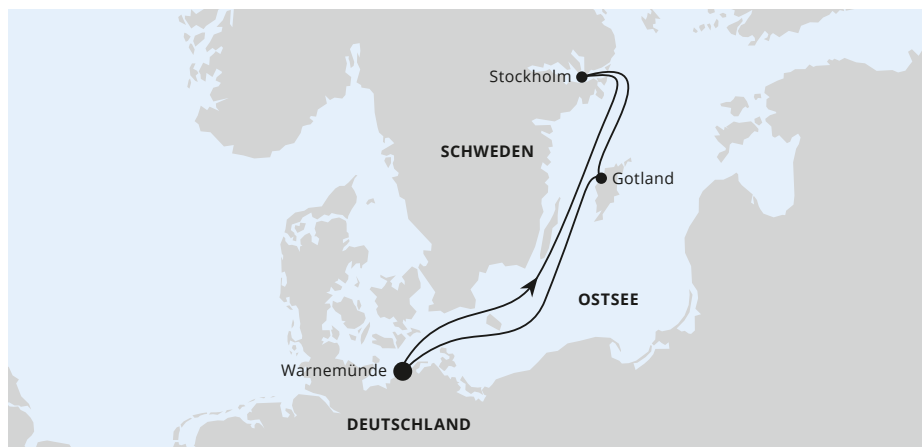 Stockholm
SCHWEDEN
Gotland
OSTSEE
Warnemünde
DEUTSCHLAND